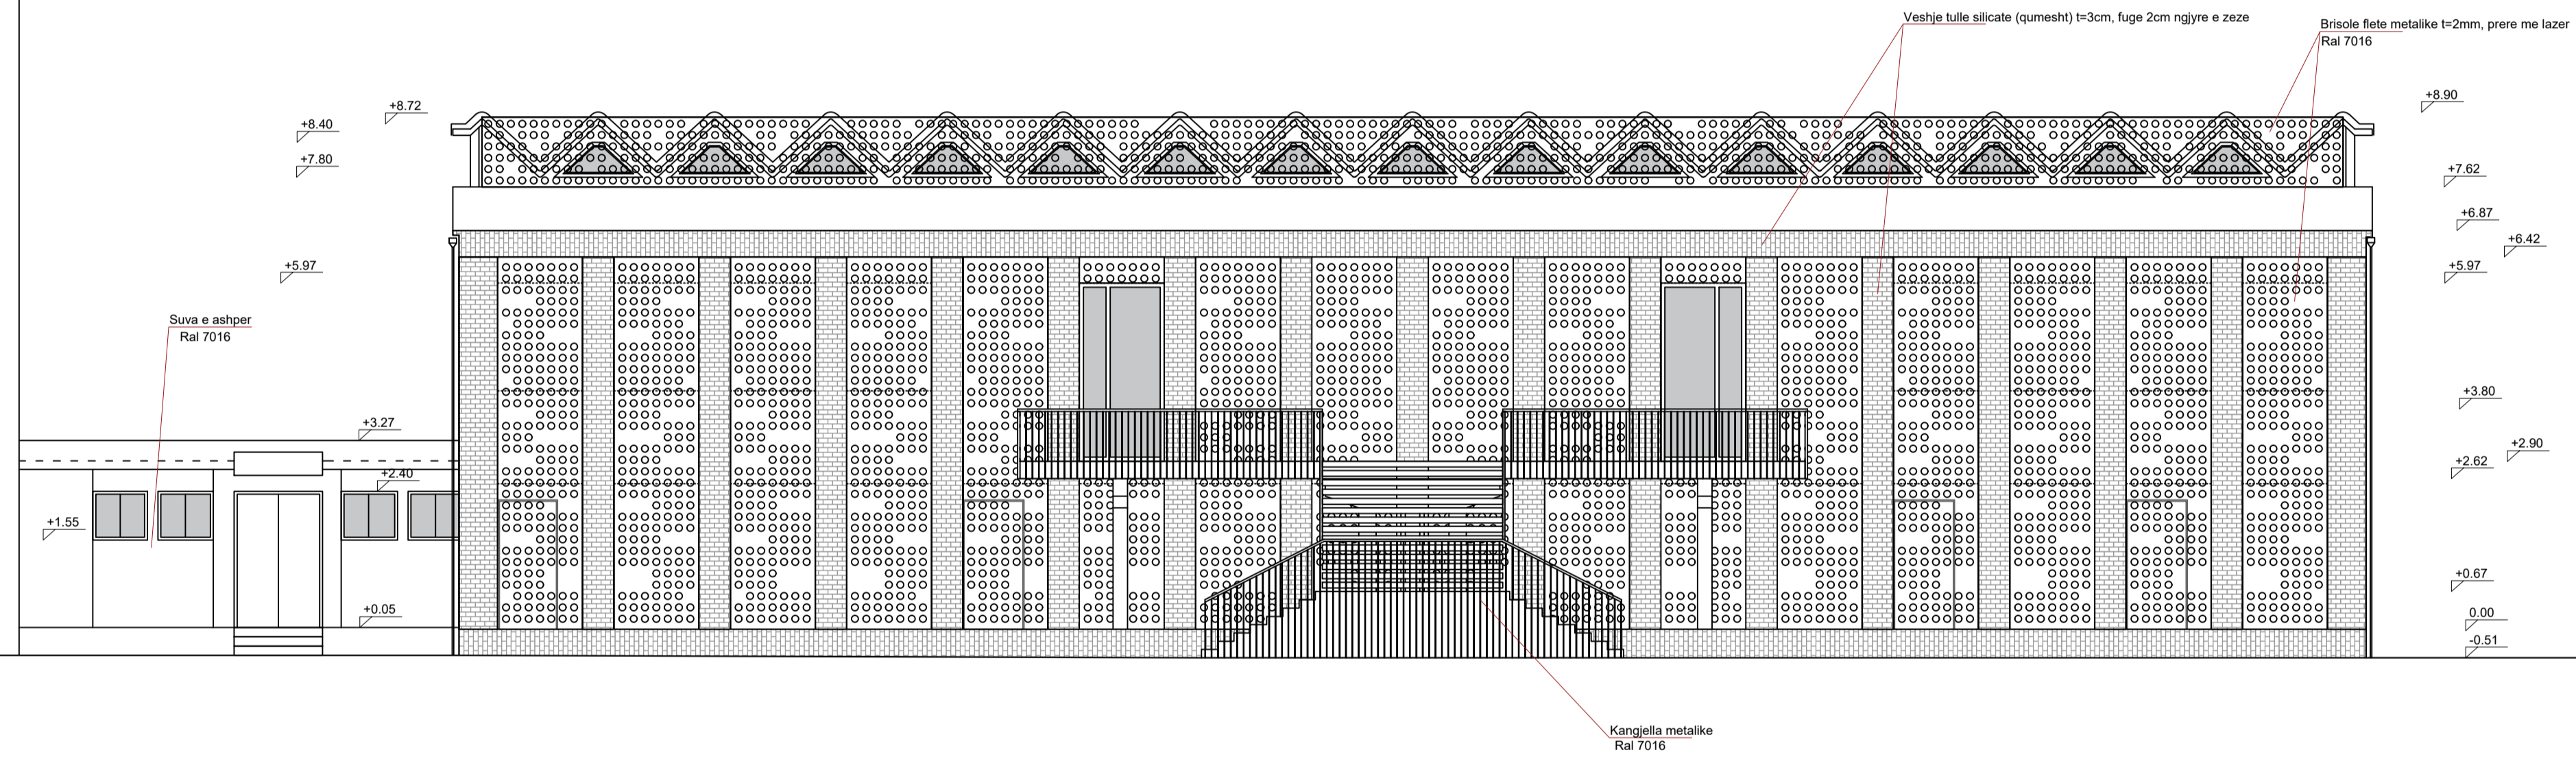 Veshje tulle silicate (qumesht) t=3cm, fuge 2cm ngjyre e zeze
Brisole flete metalike t=2mm, prere me lazer
Ral 7016
+8.72
+8.40
+7.80
+5.97
Suva e ashper
Ral 7016
+3.27
+2.40
+1.55
+0.05
+8.90
+7.62
+6.87
+6.42
+5.97
+3.80
+2.90
+2.62
+0.67
0.00
-0.51
Kangjella metalike
Ral 7016